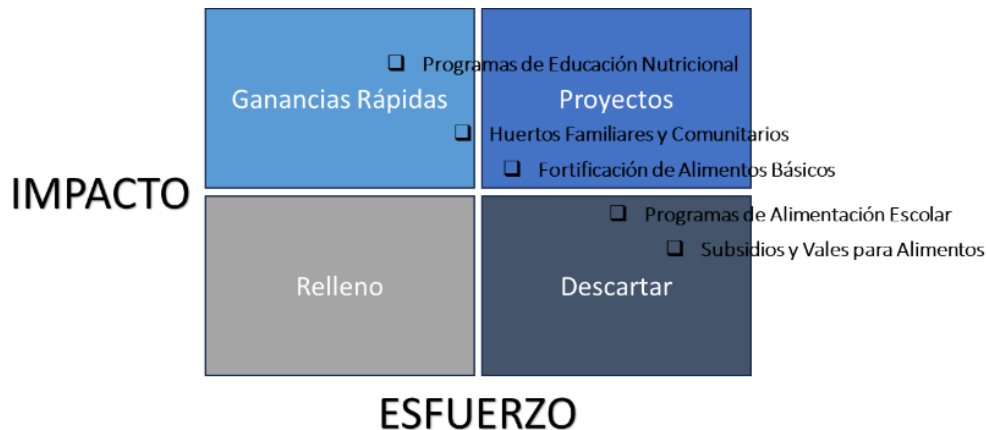 ❑ Programas de Educación Nutricional
Ganancias Rápidas
Proyectos
❑ Huertos Familiares y Comunitarios
❑ Fortificación de Alimentos Básicos
IMPACTO
❑ Programas de Alimentación Escolar
❑ Subsidios y Vales para Alimentos
Relleno
Descartar
ESFUERZO